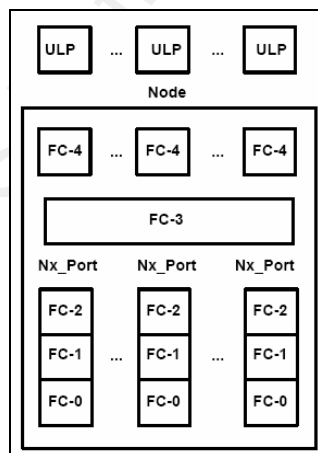 ULP ... ULP ... ULP
Node
FC-4 ... FC-4 ... FC-4
FC-3
Nx_Port Nx_Port Nx_Port
FC-2 FC-2 FC-2
FC-1 ... FC-1 ... FC-1
FC-0 FC-0 FC-0